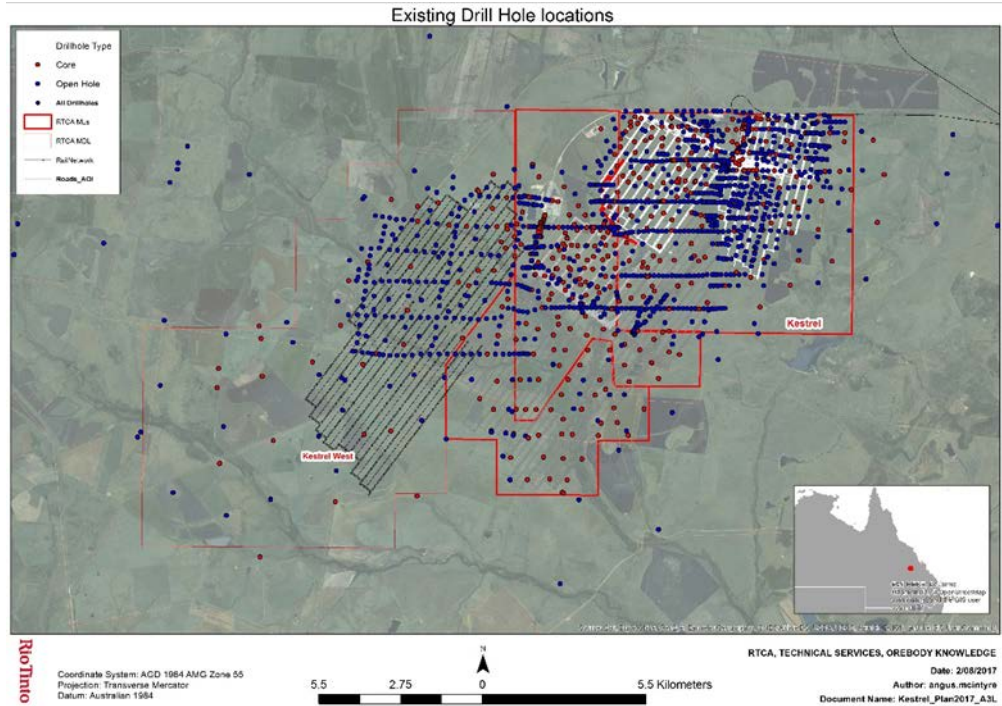 Existing Drill Hole locations
Drillhole Type
Core
Open Hole
All Drillholes
RTCA MLs
RTCA MDL
Rail Network
Roads_AOI
Kestrel
Kestrel West
RioTinto
Coordinate System: AGD 1984 AMG Zone 55
Projection: Transverse Mercator
Datum: Australian 1984
N
5.5 2.75 0 5.5 Kilometers
RTCA, TECHNICAL SERVICES, OREBODY KNOWLEDGE
Date: 2/08/2017
Author: angus.mcintyre
Document Name: Kestrel_Plan2017_A3L